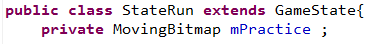 public class StateRun extends GameState{
    private MovingBitmap mPractice ;